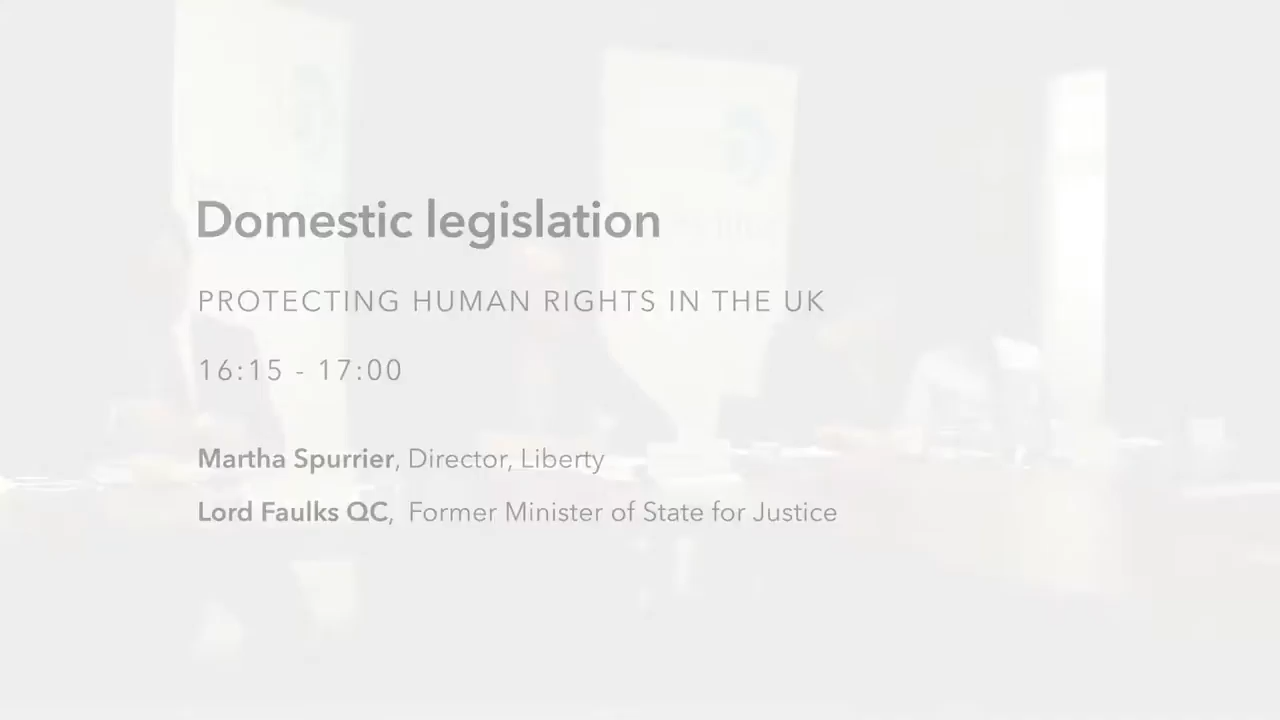 Domestic legislation
PROTECTING HUMAN RIGHTS IN THE UK
16:15 - 17:00
Martha Spurrier, Director, Liberty
Lord Faulks QC, Former Minister of State for Justice